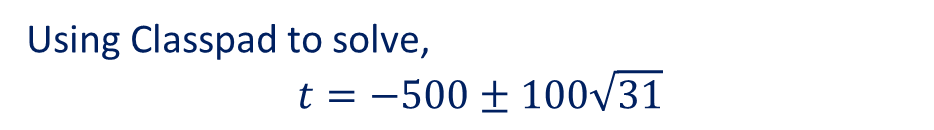 Using Classpad to solve,
t = −500 ± 100√31